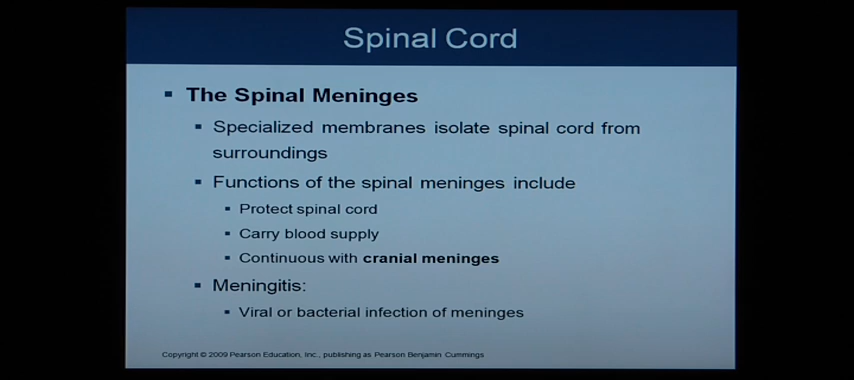 Spinal Cord
▪ The Spinal Meninges
▪ Specialized membranes isolate spinal cord from
surroundings
▪ Functions of the spinal meninges include
▪ Protect spinal cord
▪ Carry blood supply
▪ Continuous with cranial meninges
▪ Meningitis:
▪ Viral or bacterial infection of meninges
Copyright © 2009 Pearson Education, Inc., publishing as Pearson Benjamin Cummings